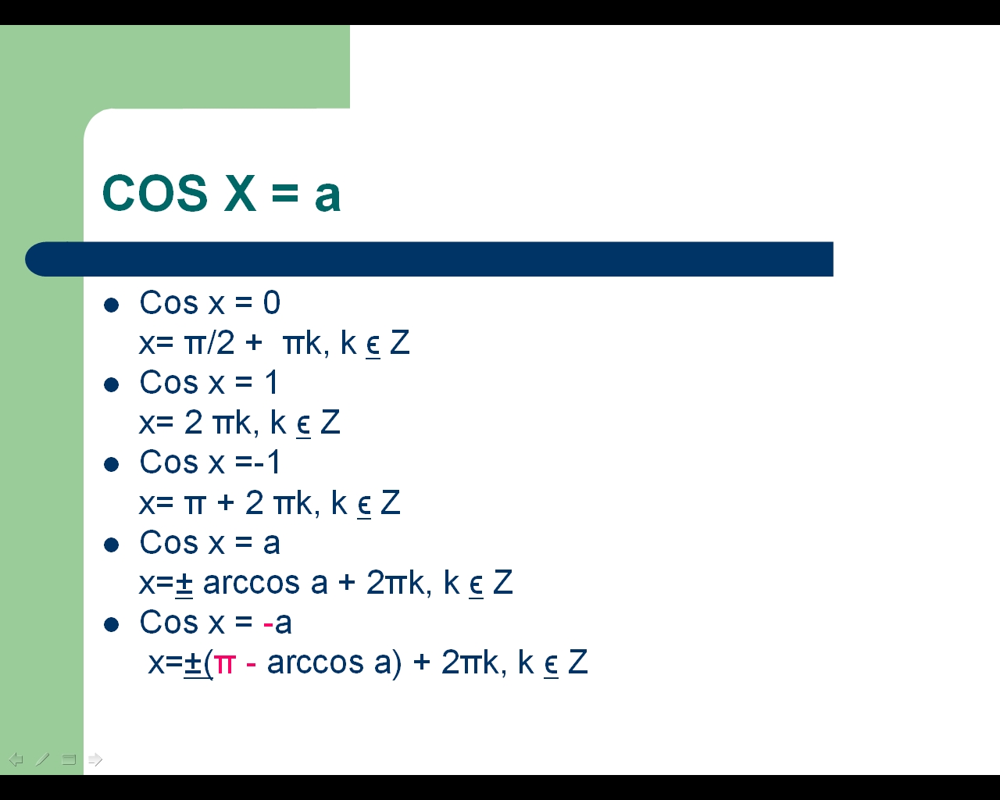 COS X = a
Cos x = 0
x= π/2 +  πk, k ϵ Z
Cos x = 1
x= 2 πk, k ϵ Z
Cos x =-1
x= π + 2 πk, k ϵ Z
Cos x = a
x=± arccos a + 2πk, k ϵ Z
Cos x = -a
x=±(π - arccos a) + 2πk, k ϵ Z